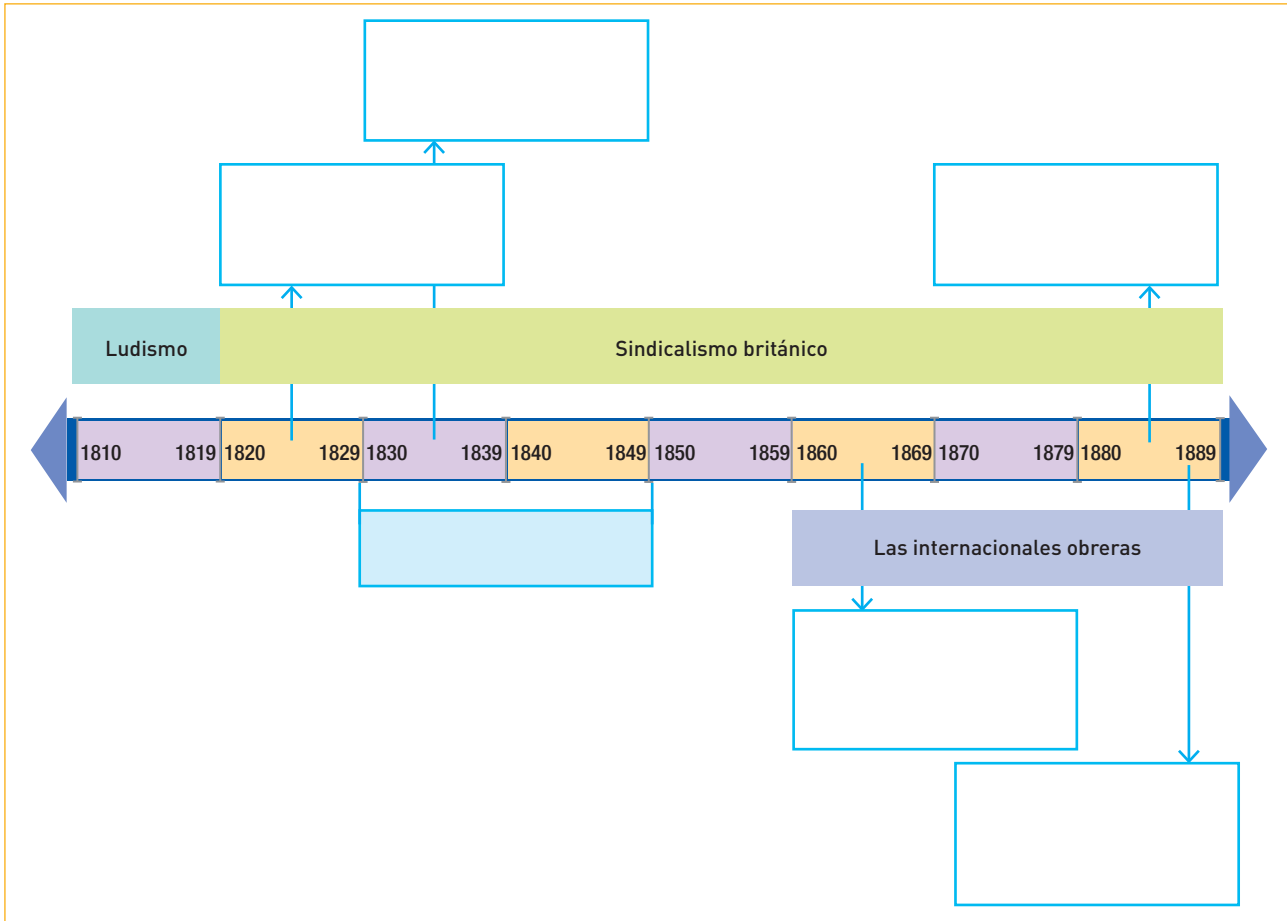 Ludismo
Sindicalismo británico
1810 1819 1820 1829 1830 1839 1840 1849 1850 1859 1860 1869 1870 1879 1880 1889
Las internacionales obreras